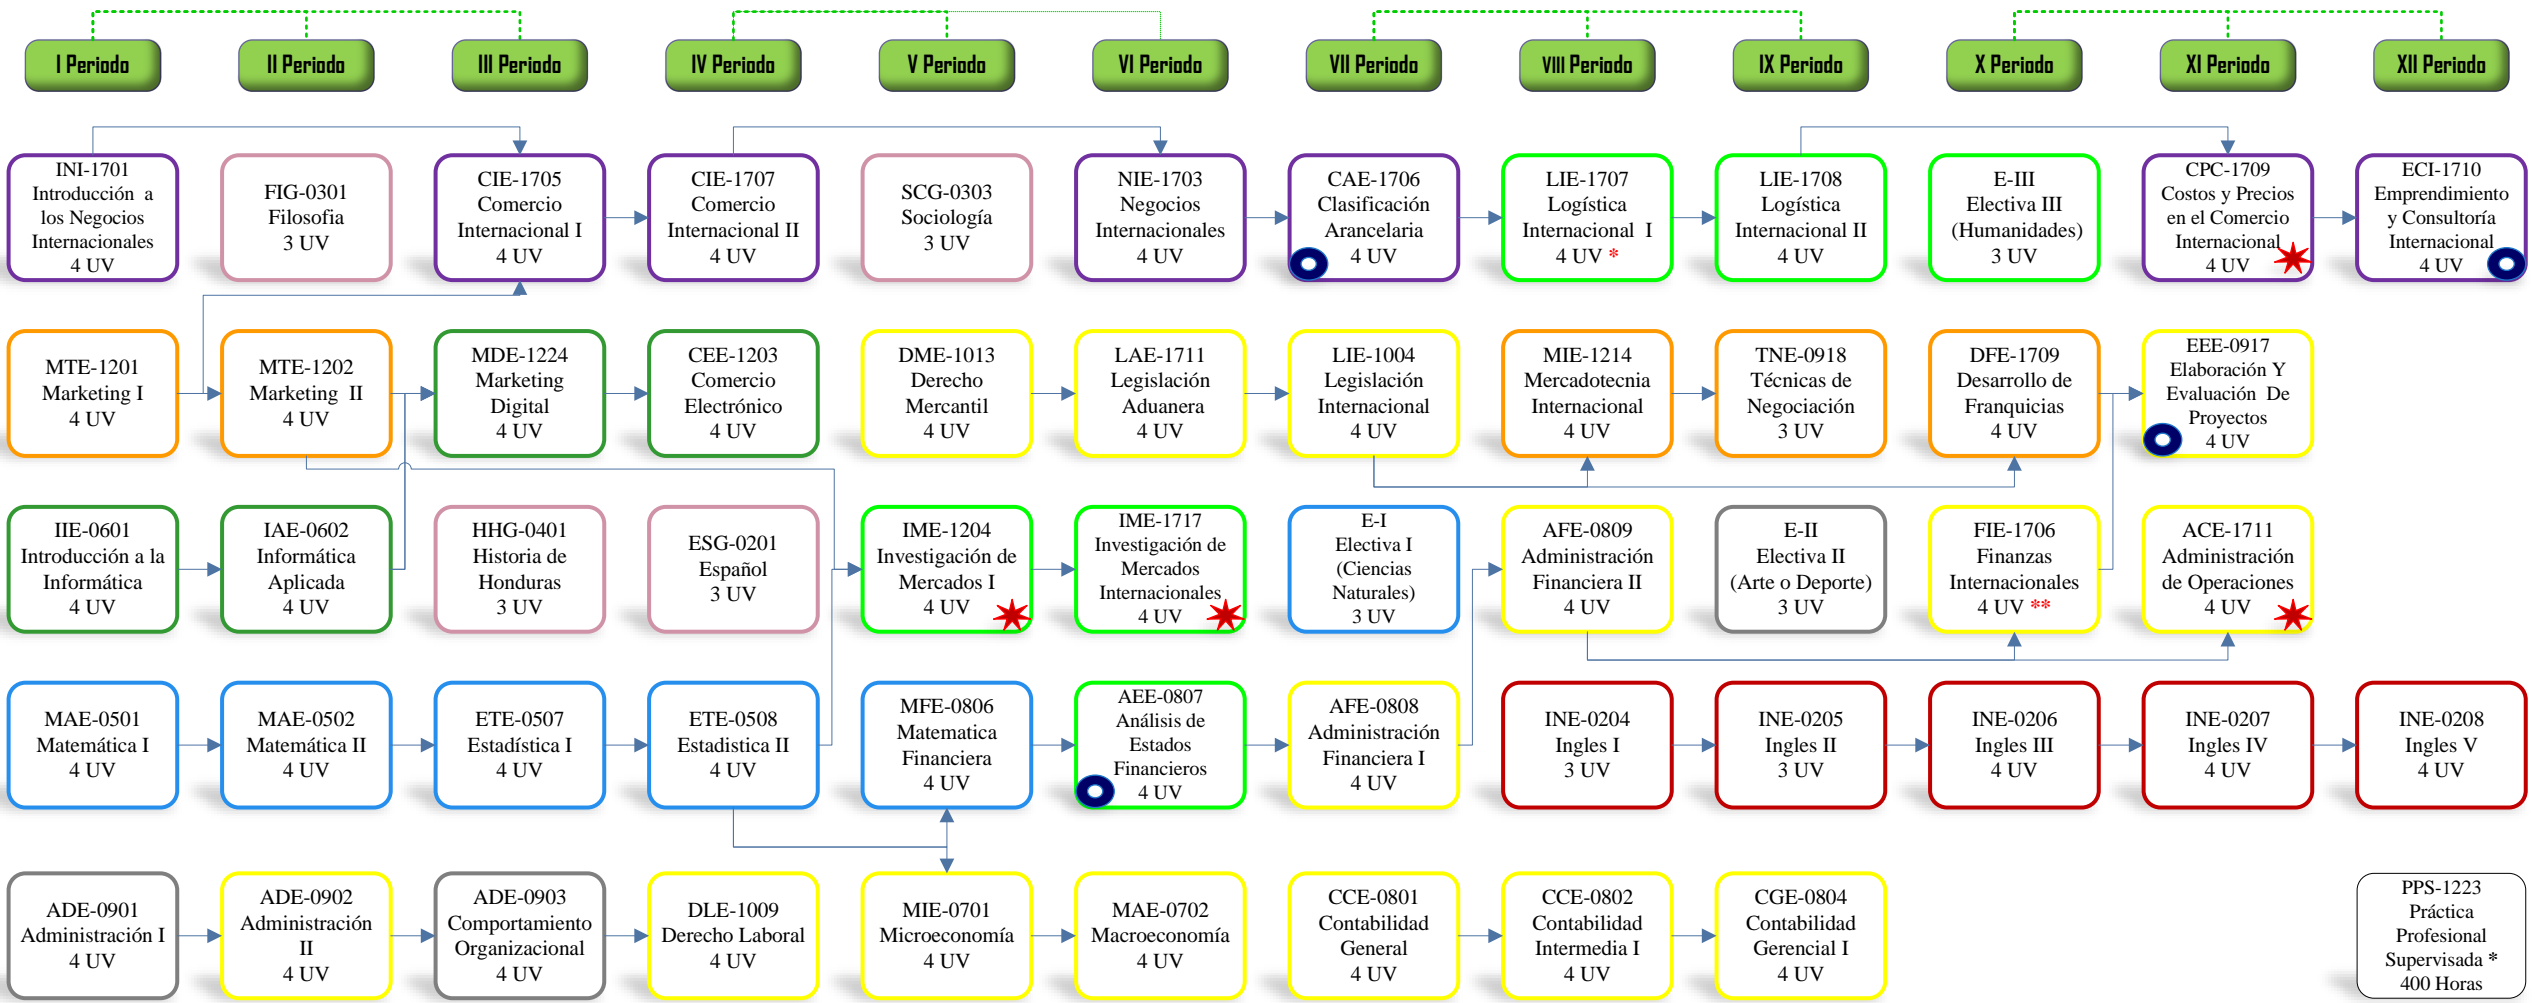 I Periodo
II Periodo
III Periodo
IV Periodo
V Periodo
VI Periodo
VII Periodo
VIII Periodo
IX Periodo
X Periodo
XI Periodo
XII Periodo
INI-1701
Introducción a
los Negocios
Internacionales
4 UV
FIG-0301
Filosofia
3 UV
CIE-1705
Comercio
Internacional I
4 UV
CIE-1707
Comercio
Internacional II
4 UV
SCG-0303
Sociología
3 UV
NIE-1703
Negocios
Internacionales
4 UV
CAE-1706
Clasificación
Arancelaria
4 UV
LIE-1707
Logística
Internacional I
4 UV *
LIE-1708
Logística
Internacional II
4 UV
E-III
Electiva III
(Humanidades)
3 UV
CPC-1709
Costos y Precios
en el Comercio
Internacional
4 UV
ECI-1710
Emprendimiento
y Consultoría
Internacional
4 UV
MTE-1201
Marketing I
4 UV
MTE-1202
Marketing II
4 UV
MDE-1224
Marketing
Digital
4 UV
CEE-1203
Comercio
Electrónico
4 UV
DME-1013
Derecho
Mercantil
4 UV
LAE-1711
Legislación
Aduanera
4 UV
LIE-1004
Legislación
Internacional
4 UV
MIE-1214
Mercadotecnia
Internacional
4 UV
TNE-0918
Técnicas de
Negociación
3 UV
DFE-1709
Desarrollo de
Franquicias
4 UV
EEE-0917
Elaboración Y
Evaluación De
Proyectos
4 UV
IIE-0601
Introducción a la
Informática
4 UV
IAE-0602
Informática
Aplicada
4 UV
HHG-0401
Historia de
Honduras
3 UV
ESG-0201
Español
3 UV
IME-1204
Investigación de
Mercados I
4 UV
IME-1717
Investigación de
Mercados
Internacionales
4 UV
E-I
Electiva I
(Ciencias
Naturales)
3 UV
AFE-0809
Administración
Financiera II
4 UV
E-II
Electiva II
(Arte o Deporte)
3 UV
FIE-1706
Finanzas
Internacionales
4 UV **
ACE-1711
Administración
de Operaciones
4 UV
MAE-0501
Matemática I
4 UV
MAE-0502
Matemática II
4 UV
ETE-0507
Estadística I
4 UV
ETE-0508
Estadistica II
4 UV
MFE-0806
Matematica
Financiera
4 UV
AEE-0807
Análisis de
Estados
Financieros
4 UV
AFE-0808
Administración
Financiera I
4 UV
INE-0204
Ingles I
3 UV
INE-0205
Ingles II
3 UV
INE-0206
Ingles III
4 UV
INE-0207
Ingles IV
4 UV
INE-0208
Ingles V
4 UV
ADE-0901
Administración I
4 UV
ADE-0902
Administración
II
4 UV
ADE-0903
Comportamiento
Organizacional
4 UV
DLE-1009
Derecho Laboral
4 UV
MIE-0701
Microeconomía
4 UV
MAE-0702
Macroeconomía
4 UV
CCE-0801
Contabilidad
General
4 UV
CCE-0802
Contabilidad
Intermedia I
4 UV
CGE-0804
Contabilidad
Gerencial I
4 UV
PPS-1223
Práctica
Profesional
Supervisada *
400 Horas